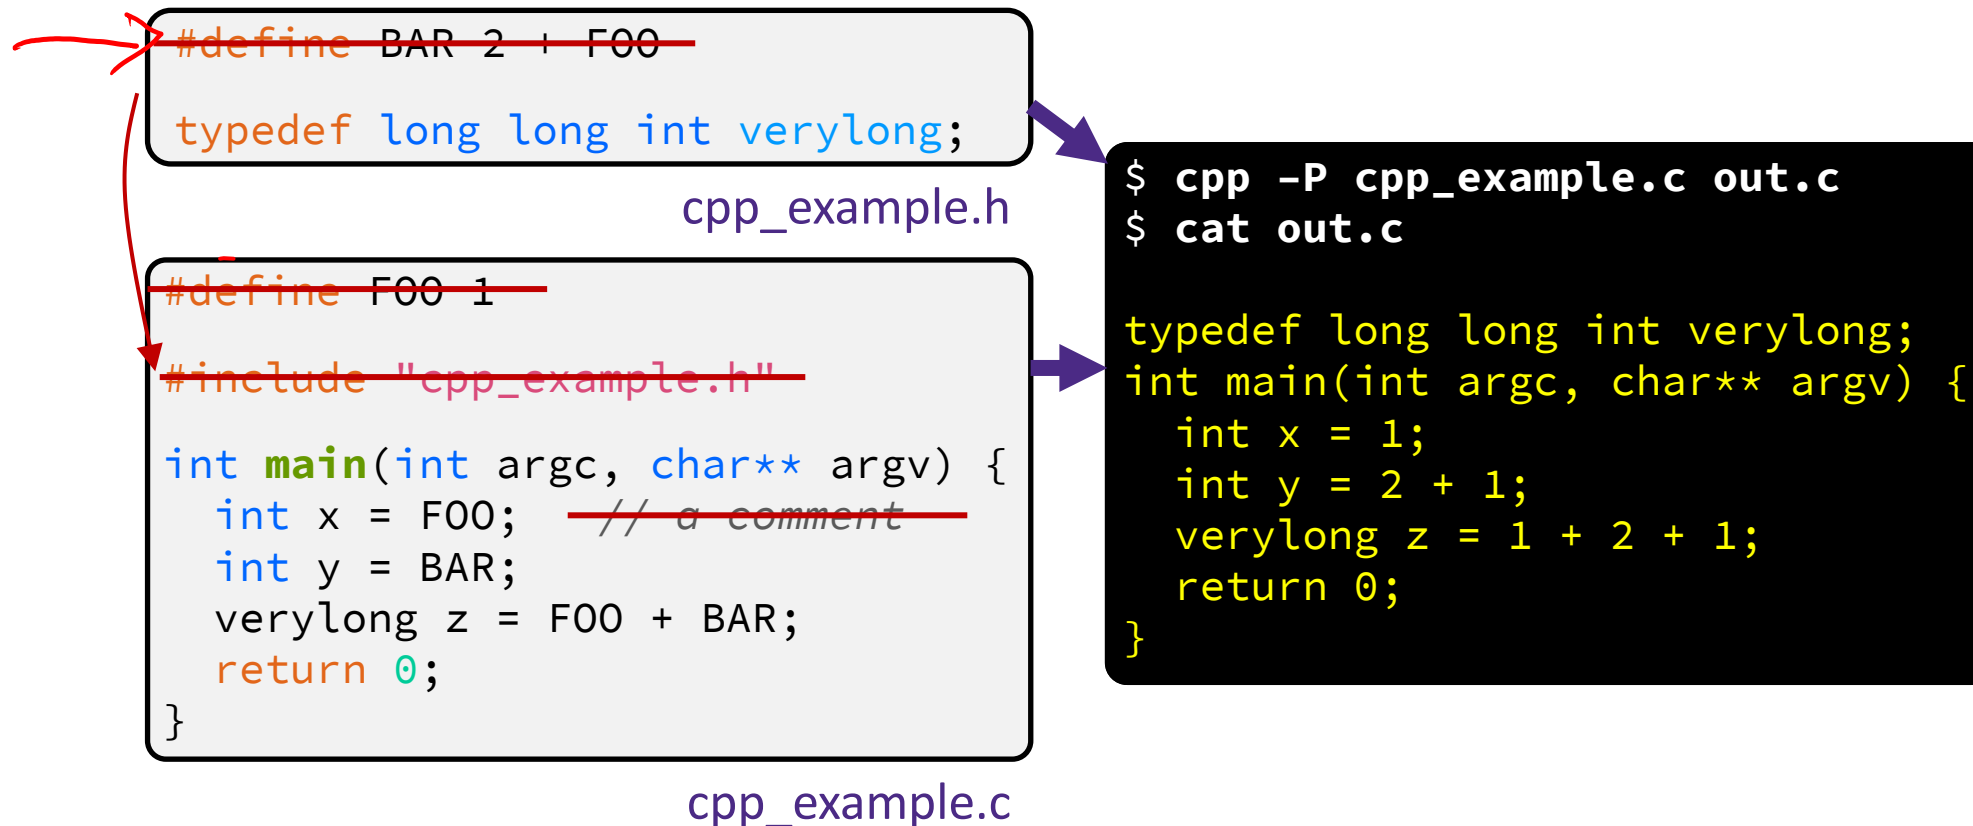 #define BAR 2 + FOO
typedef long long int verylong;
cpp_example.h
#define FOO 1
#include "cpp_example.h"
int main(int argc, char** argv) {
  int x = FOO;   // a comment
  int y = BAR;
  verylong z = FOO + BAR;
  return 0;
}
cpp_example.c
$ cpp –P cpp_example.c out.c
$ cat out.c
typedef long long int verylong;
int main(int argc, char** argv) {
  int x = 1;
  int y = 2 + 1;
  verylong z = 1 + 2 + 1;
  return 0;
}